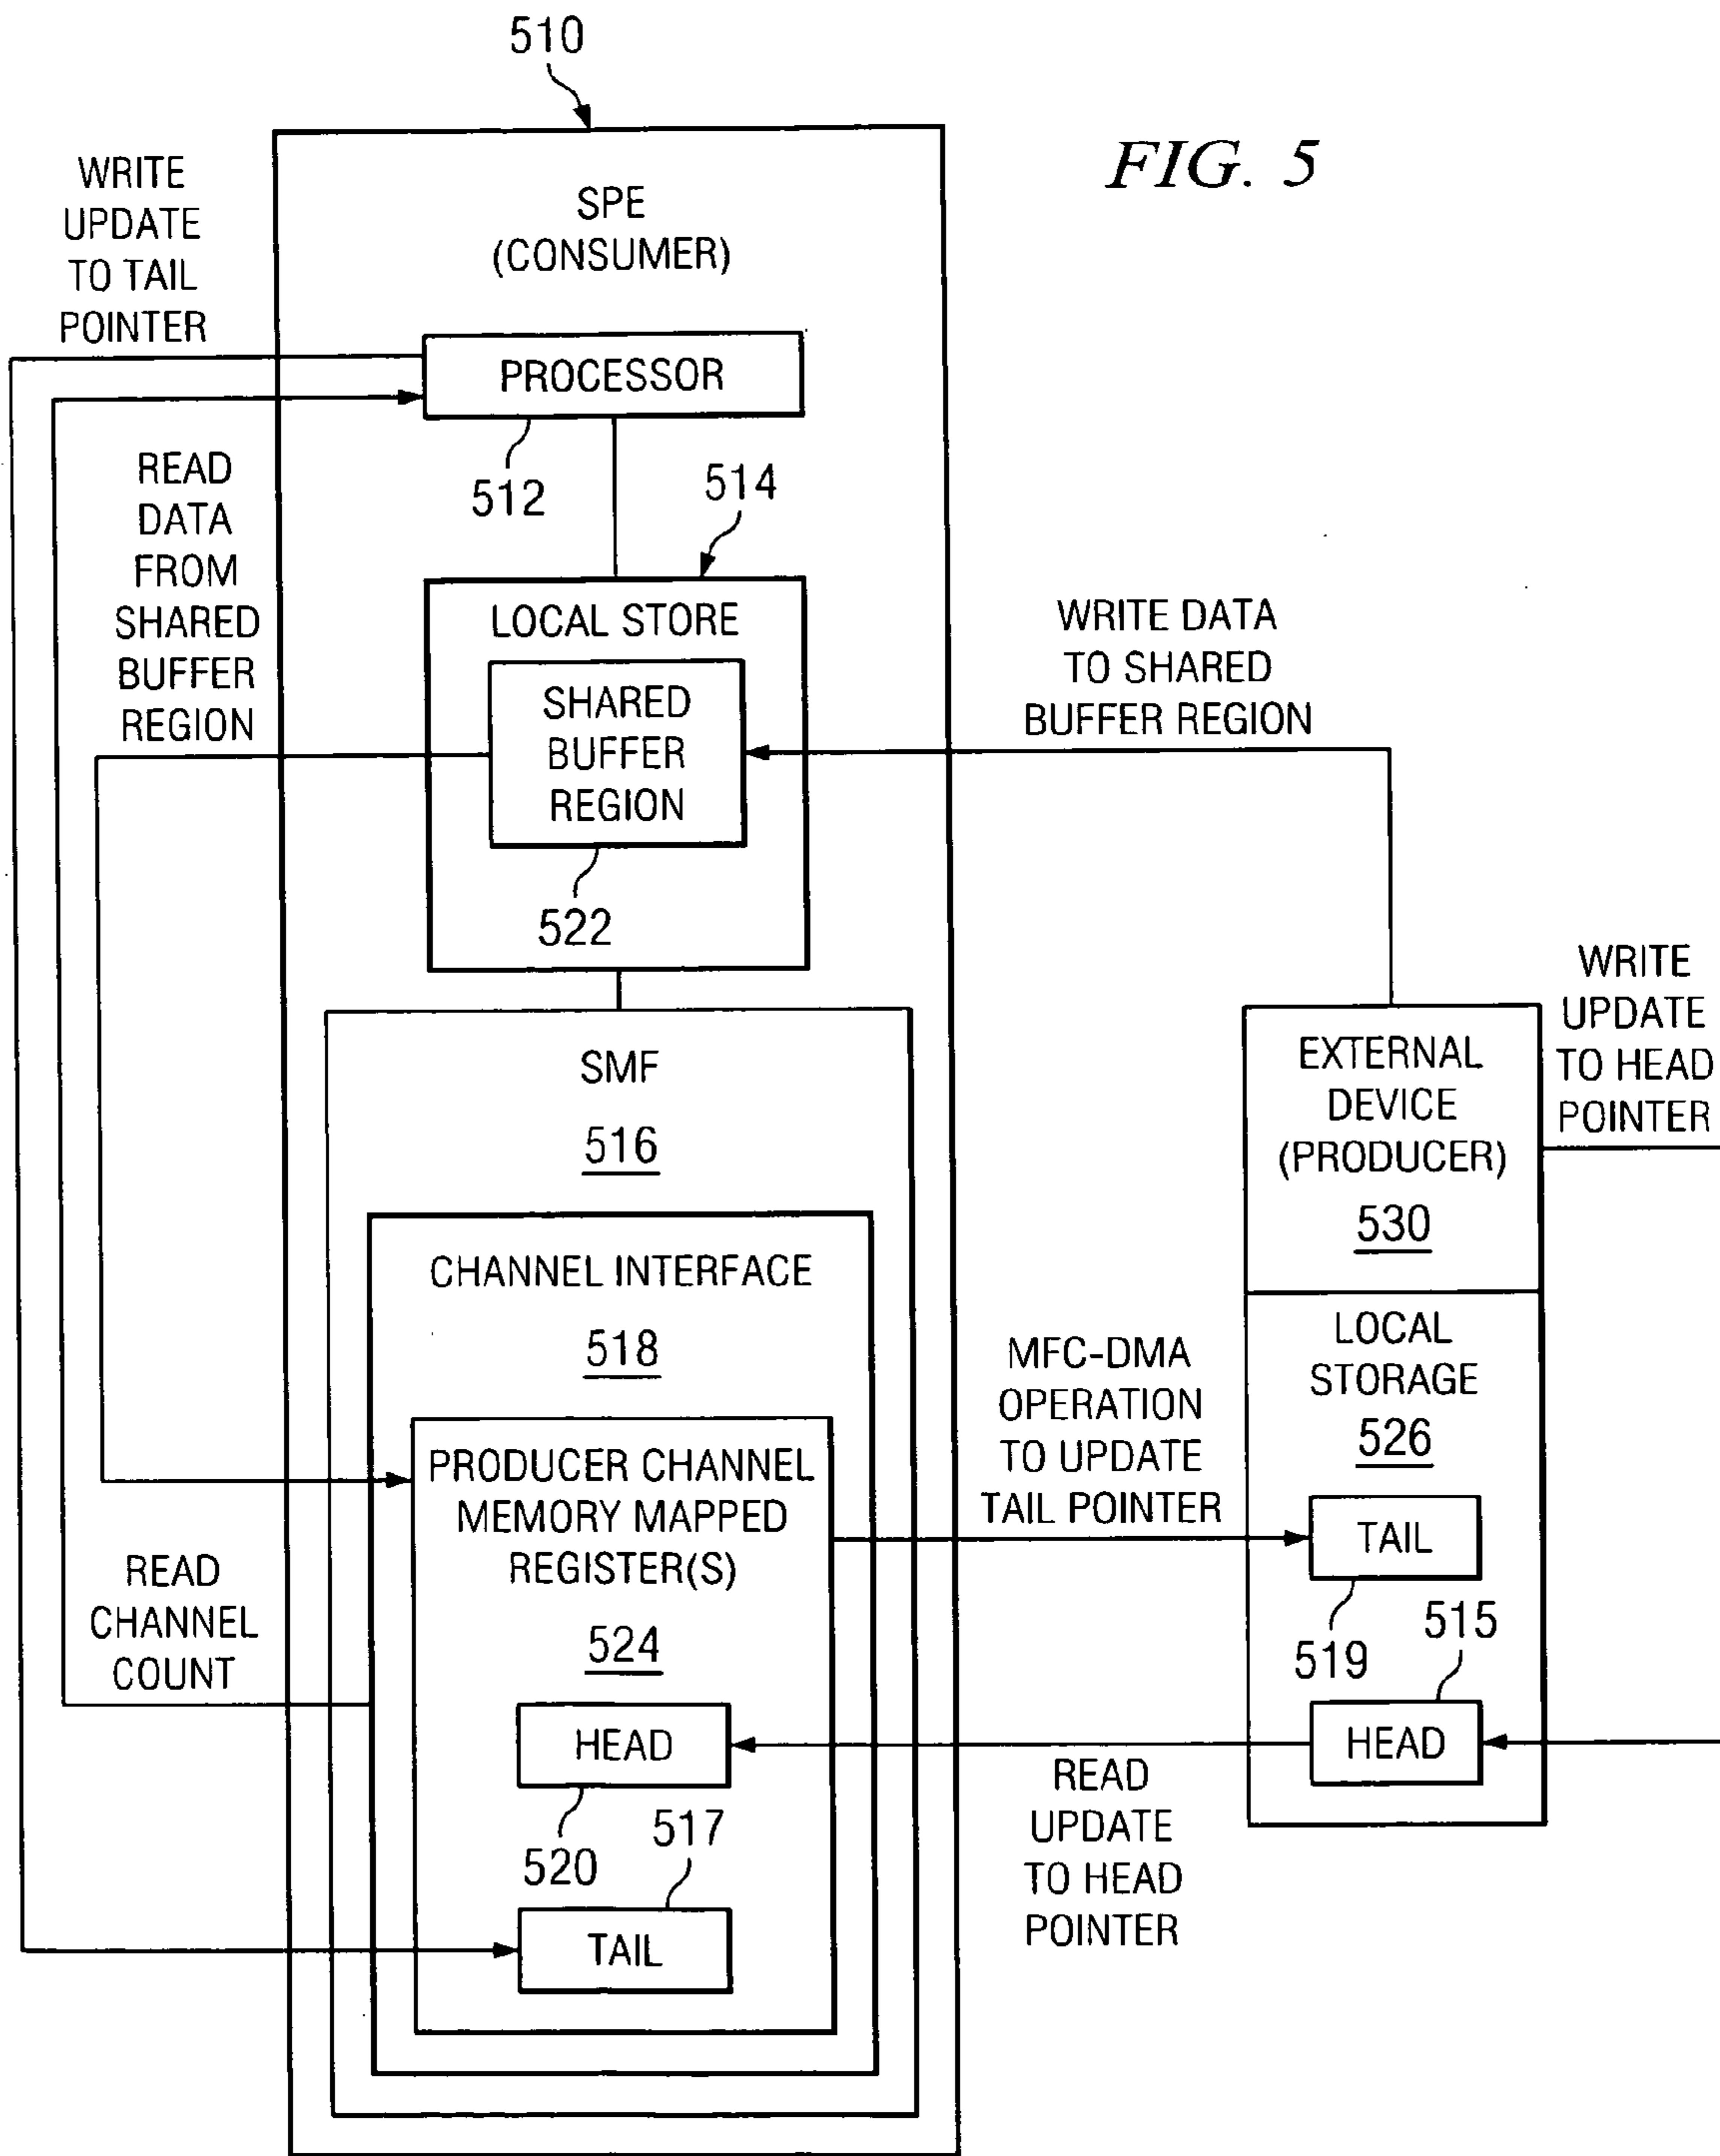 510
FIG. 5
WRITE
UPDATE
TO TAIL
POINTER
SPE
(CONSUMER)
PROCESSOR
512
514
READ
DATA
FROM
SHARED
BUFFER
REGION
LOCAL STORE
SHARED
BUFFER
REGION
522
WRITE DATA
TO SHARED
BUFFER REGION
WRITE
UPDATE
TO HEAD
POINTER
EXTERNAL
DEVICE
(PRODUCER)
530
SMF
516
CHANNEL INTERFACE
518
PRODUCER CHANNEL
MEMORY MAPPED
REGISTER(S)
524
MFC-DMA
OPERATION
TO UPDATE
TAIL POINTER
LOCAL
STORAGE
526
TAIL
519
515
HEAD
READ
CHANNEL
COUNT
HEAD
520
517
TAIL
READ
UPDATE
TO HEAD
POINTER